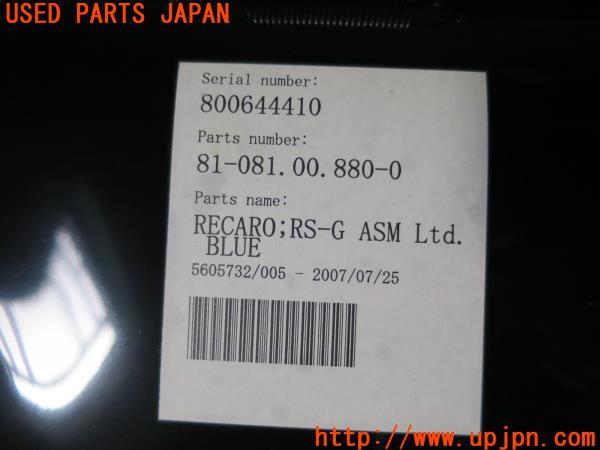 USED PARTS JAPAN
Serial number:
800644410
Parts number:
81-081.00.880-0
Parts name:
RECARO;RS-G ASM Ltd.
BLUE
5605732/005 - 2007/07/25
http://www.upjpn.com/